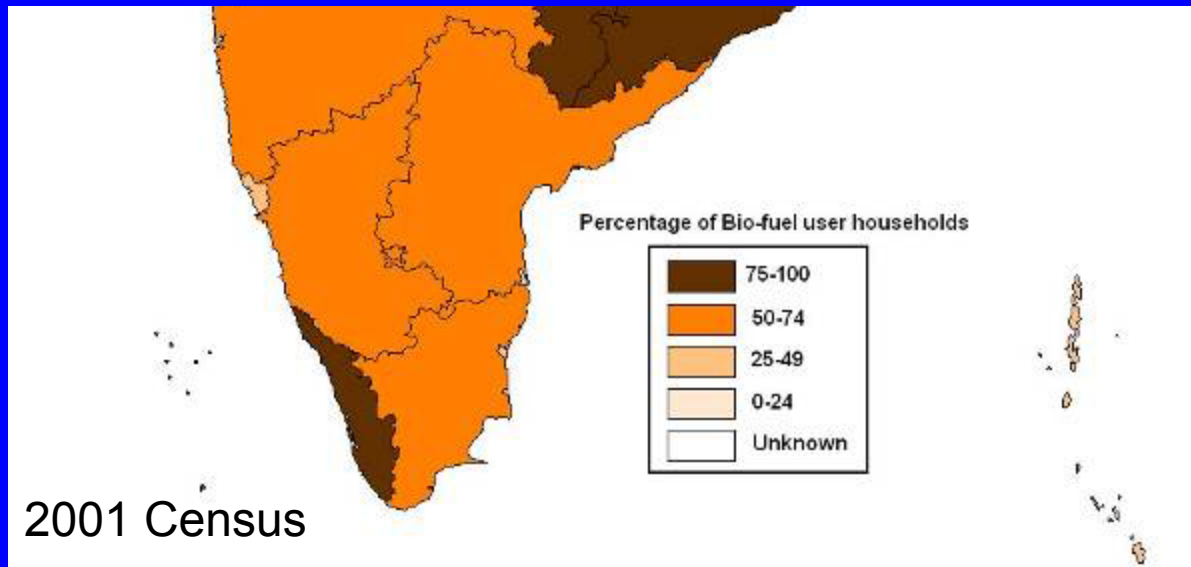 Percentage of Bio-fuel user households
75-100
50-74
25-49
0-24
Unknown
2001 Census